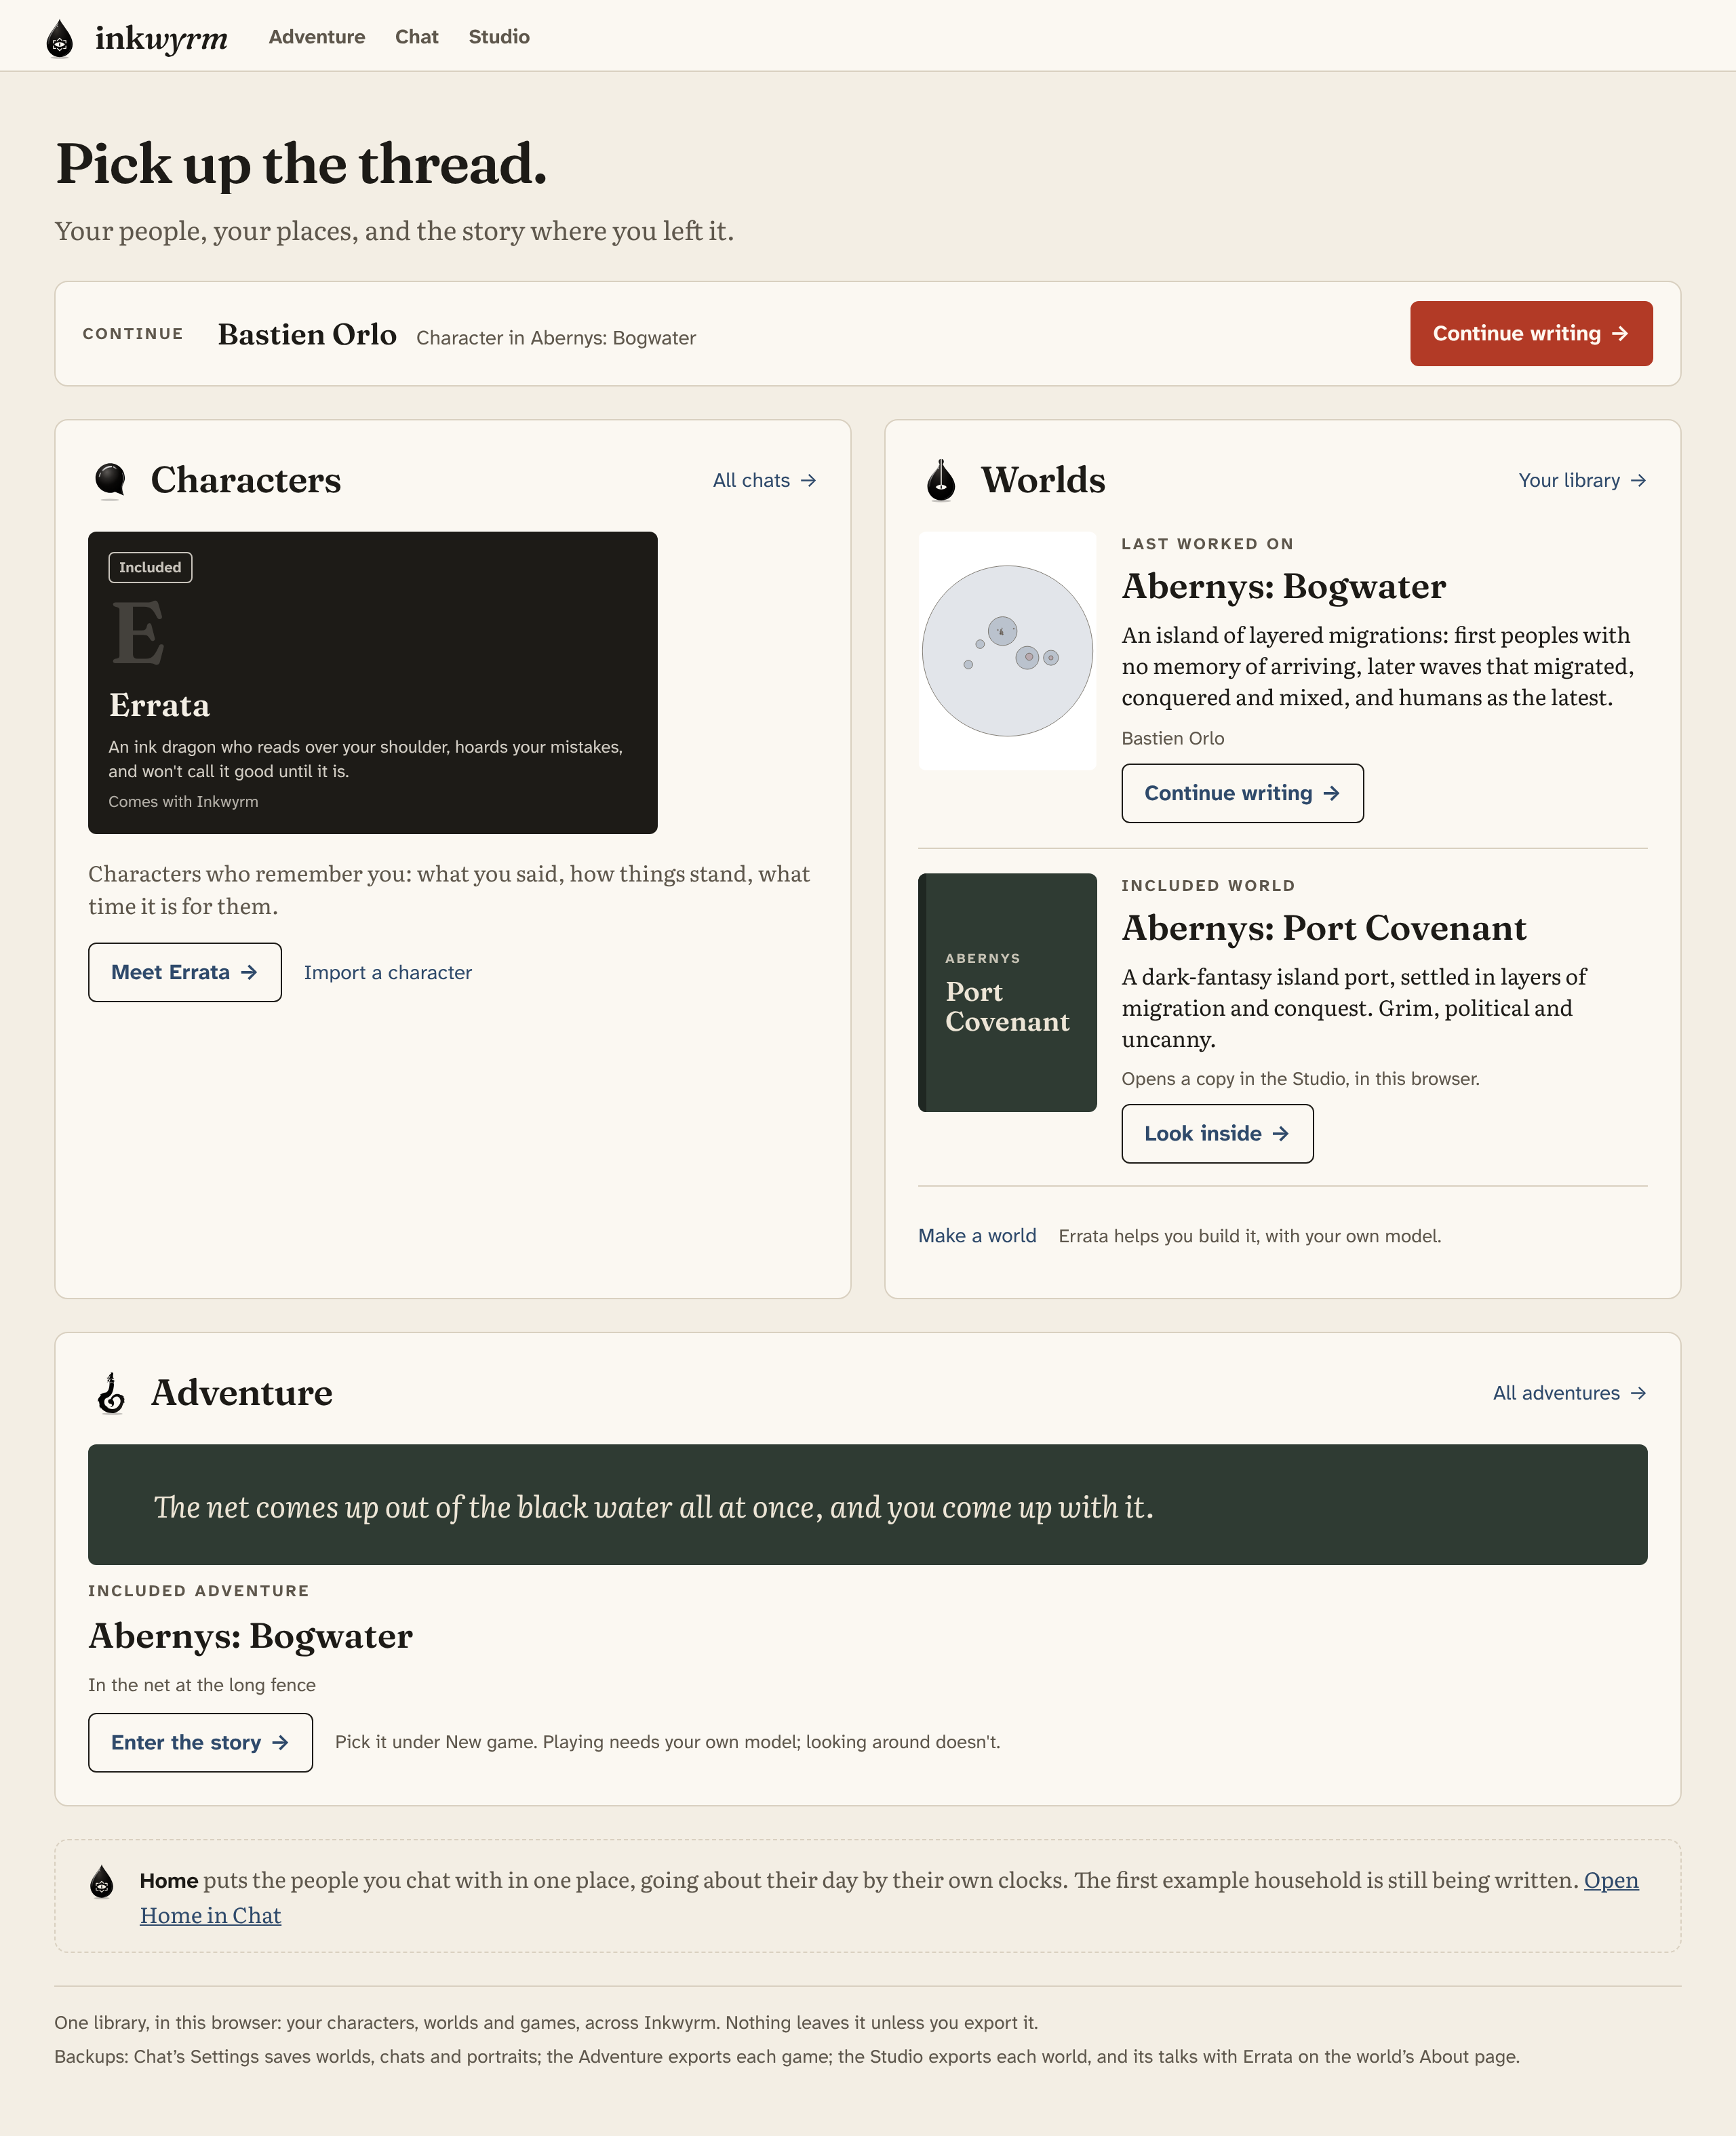 inkwyrm
Adventure Chat Studio
Pick up the thread.
Your people, your places, and the story where you left it.
CONTINUE Bastien Orlo Character in Abernys: Bogwater Continue writing →
Characters
All chats →
Included
E
Errata
An ink dragon who reads over your shoulder, hoards your mistakes,
and won't call it good until it is.
Comes with Inkwyrm
Characters who remember you: what you said, how things stand, what
time it is for them.
Meet Errata → Import a character
Worlds
Your library →
LAST WORKED ON
Abernys: Bogwater
An island of layered migrations: first peoples with
no memory of arriving, later waves that migrated,
conquered and mixed, and humans as the latest.
Bastien Orlo
Continue writing →
ABERNYS
Port
Covenant
INCLUDED WORLD
Abernys: Port Covenant
A dark-fantasy island port, settled in layers of
migration and conquest. Grim, political and
uncanny.
Opens a copy in the Studio, in this browser.
Look inside →
Make a world Errata helps you build it, with your own model.
Adventure
All adventures →
The net comes up out of the black water all at once, and you come up with it.
INCLUDED ADVENTURE
Abernys: Bogwater
In the net at the long fence
Enter the story → Pick it under New game. Playing needs your own model; looking around doesn't.
Home puts the people you chat with in one place, going about their day by their own clocks. The first example household is still being written. Open
Home in Chat
One library, in this browser: your characters, worlds and games, across Inkwyrm. Nothing leaves it unless you export it.
Backups: Chat’s Settings saves worlds, chats and portraits; the Adventure exports each game; the Studio exports each world, and its talks with Errata on the world’s About page.